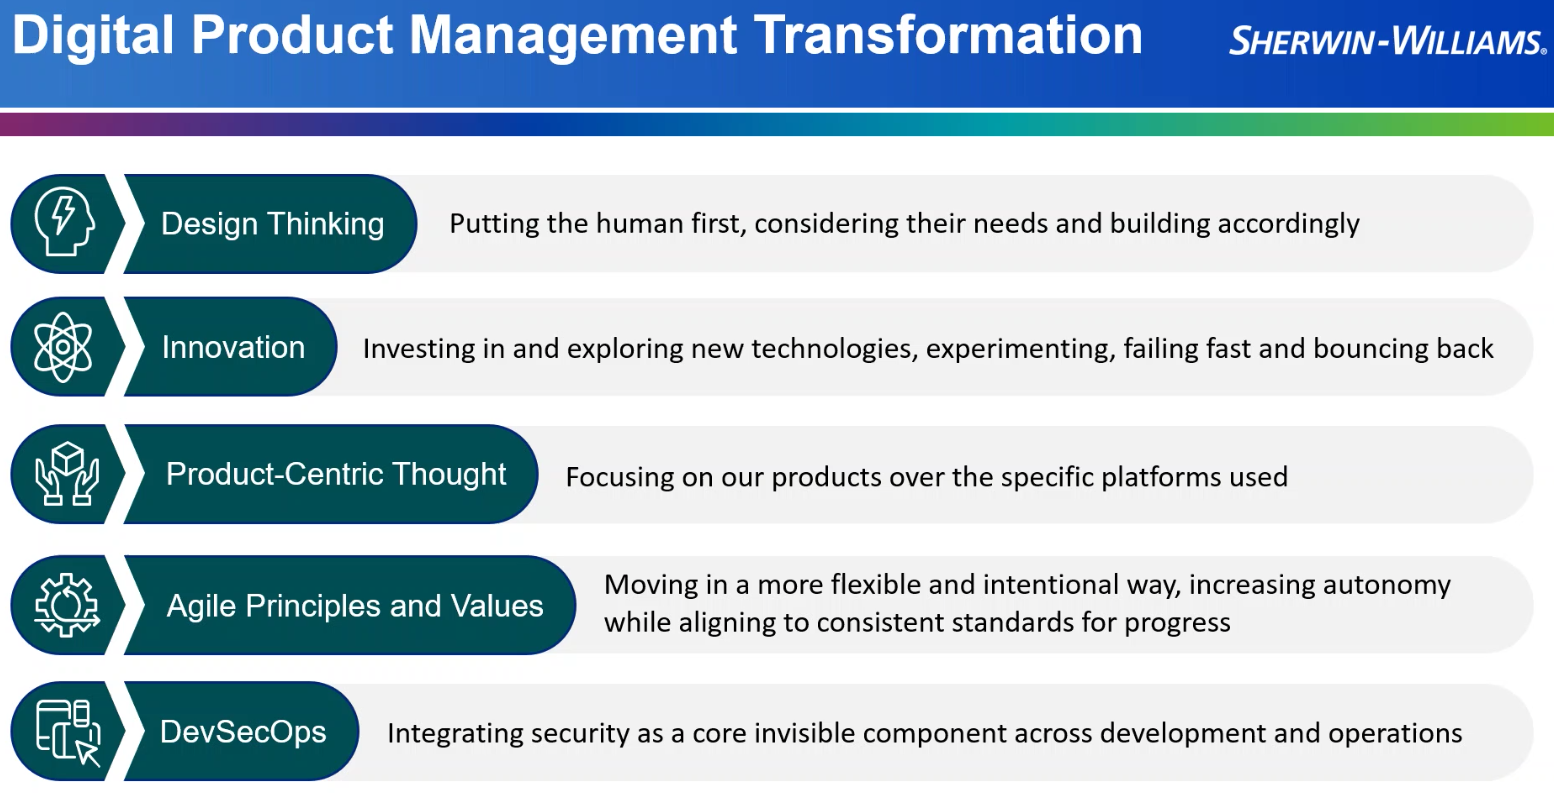 Digital Product Management Transformation
SHERWIN-WILLIAMS®
Design Thinking
Putting the human first, considering their needs and building accordingly
Innovation
Investing in and exploring new technologies, experimenting, failing fast and bouncing back
Product-Centric Thought
Focusing on our products over the specific platforms used
Agile Principles and Values
Moving in a more flexible and intentional way, increasing autonomy
while aligning to consistent standards for progress
DevSecOps
Integrating security as a core invisible component across development and operations